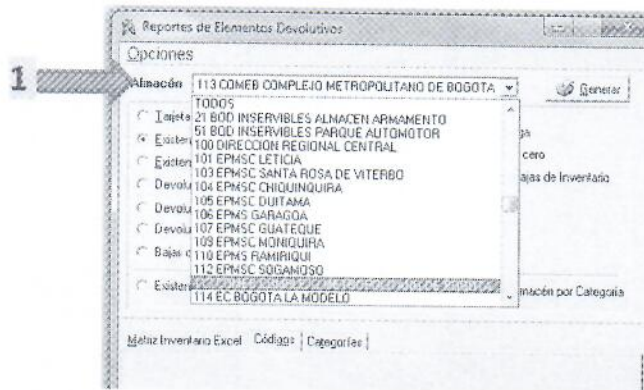 Reportes de Elementos Devolutivos
Opciones
1
Almacén 113 COMEB COMPLEJO METROPOLITANO DE BOGOTA Generar
TODOS
21 BOD INSERVIBLES ALMACEN ARMAMENTO
51 BOD INSERVIBLES PARQUE AUTOMOTOR
100 DIRECCION REGIONAL CENTRAL
101 EPMSC LETICIA
103 EPMSC SANTA ROSA DE VITERBO
104 EPMSC CHIQUINQUIRA
105 EPMSC DUITAMA
106 EPMS GARAGOA
107 EPMSC GUATEQUE
109 EPMSC MONIQUIRA
110 EPMS RAMIRIQUI
112 EPMSC SOGAMOSO
114 EC BOGOTA LA MODELO
Tarjeta
Existen
Existen
Devolu
Devolu
Devolu
Bajas d
Existen
ga
cero
ajas de Inventario
macén por Categoria
Matriz Inventario Excel Códigos Categorías